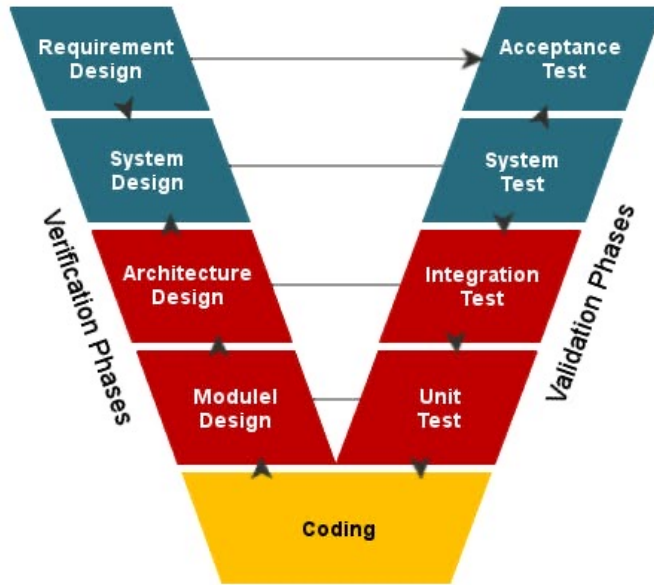 Requirement
Design
Acceptance
Test
System
Design
System
Test
Verification Phases
Validation Phases
Architecture
Design
Integration
Test
Modulel
Design
Unit
Test
Coding